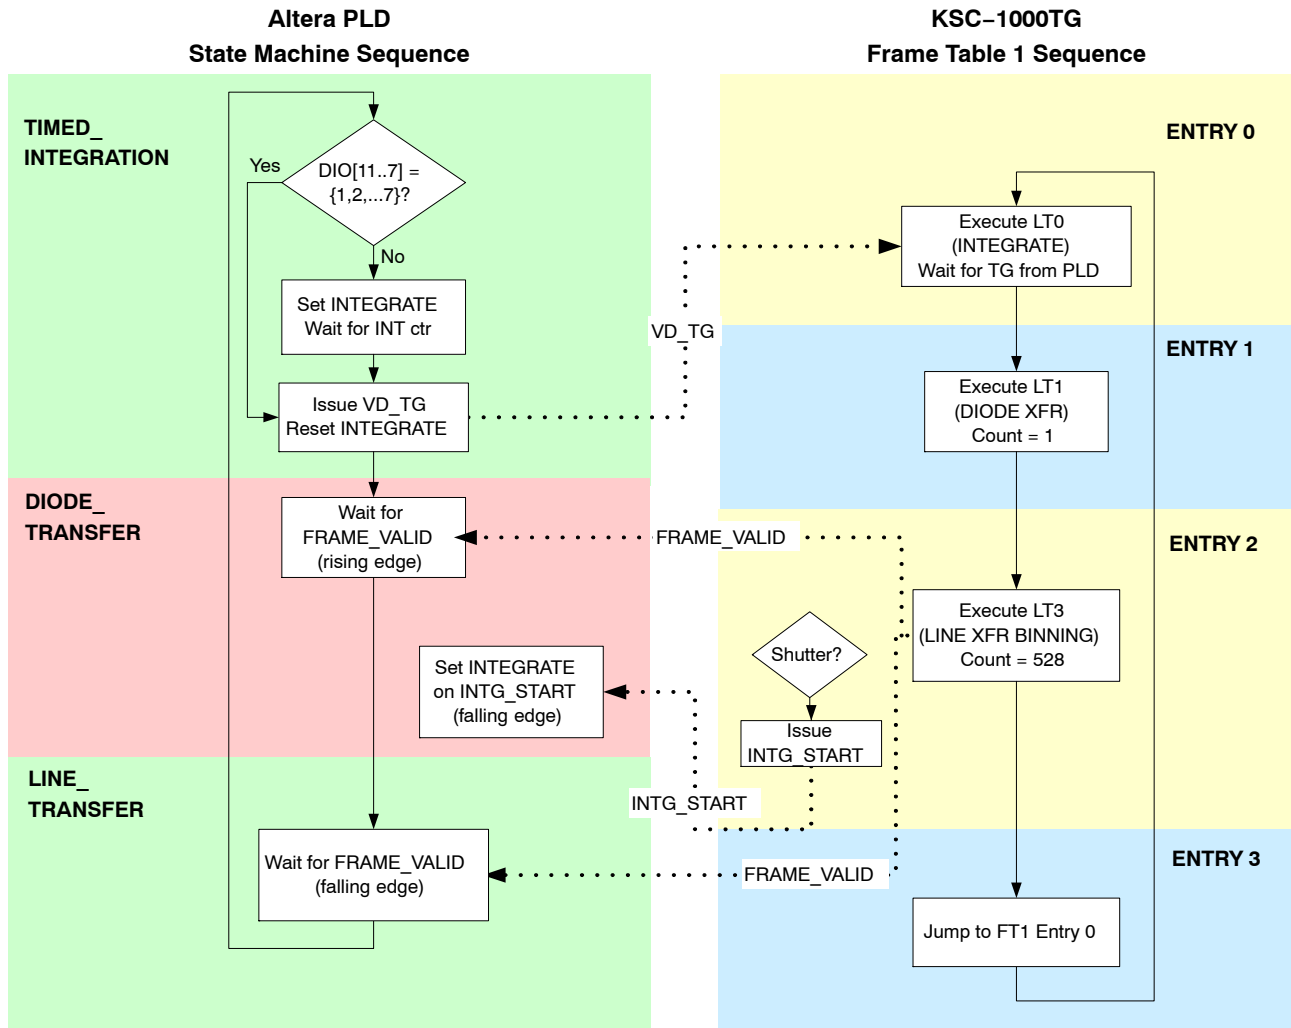 Altera PLD
State Machine Sequence
TIMED_
INTEGRATION
Yes
DIO[11..7] =
{1,2,...7}?
No
Set INTEGRATE
Wait for INT ctr
Issue VD_TG
Reset INTEGRATE
DIODE_
TRANSFER
Wait for
FRAME_VALID
(rising edge)
Set INTEGRATE
on INTG_START
(falling edge)
LINE_
TRANSFER
Wait for FRAME_VALID
(falling edge)
VD_TG
FRAME_VALID
INTG_START
FRAME_VALID
KSC−1000TG
Frame Table 1 Sequence
ENTRY 0
Execute LT0
(INTEGRATE)
Wait for TG from PLD
ENTRY 1
Execute LT1
(DIODE XFR)
Count = 1
ENTRY 2
Execute LT3
(LINE XFR BINNING)
Count = 528
Shutter?
Issue
INTG_START
ENTRY 3
Jump to FT1 Entry 0